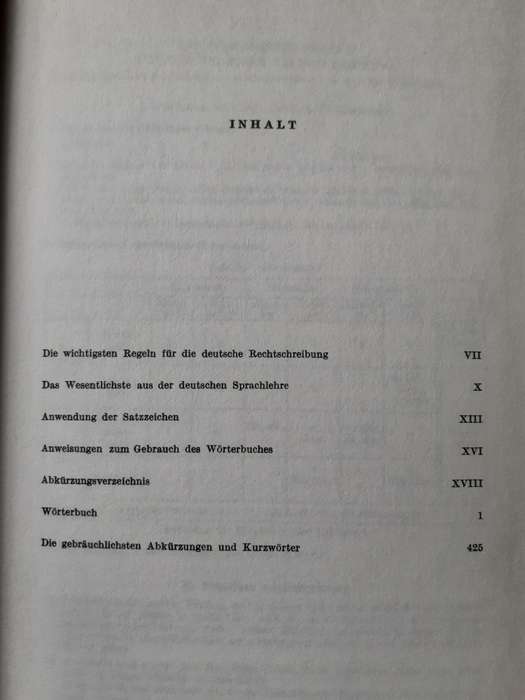 INHALT
Die wichtigsten Regeln für die deutsche Rechtschreibung VII
Das Wesentlichste aus der deutschen Sprachlehre X
Anwendung der Satzzeichen XIII
Anweisungen zum Gebrauch des Wörterbuches XVI
Abkürzungsverzeichnis XVIII
Wörterbuch 1
Die gebräuchlichsten Abkürzungen und Kurzwörter 425